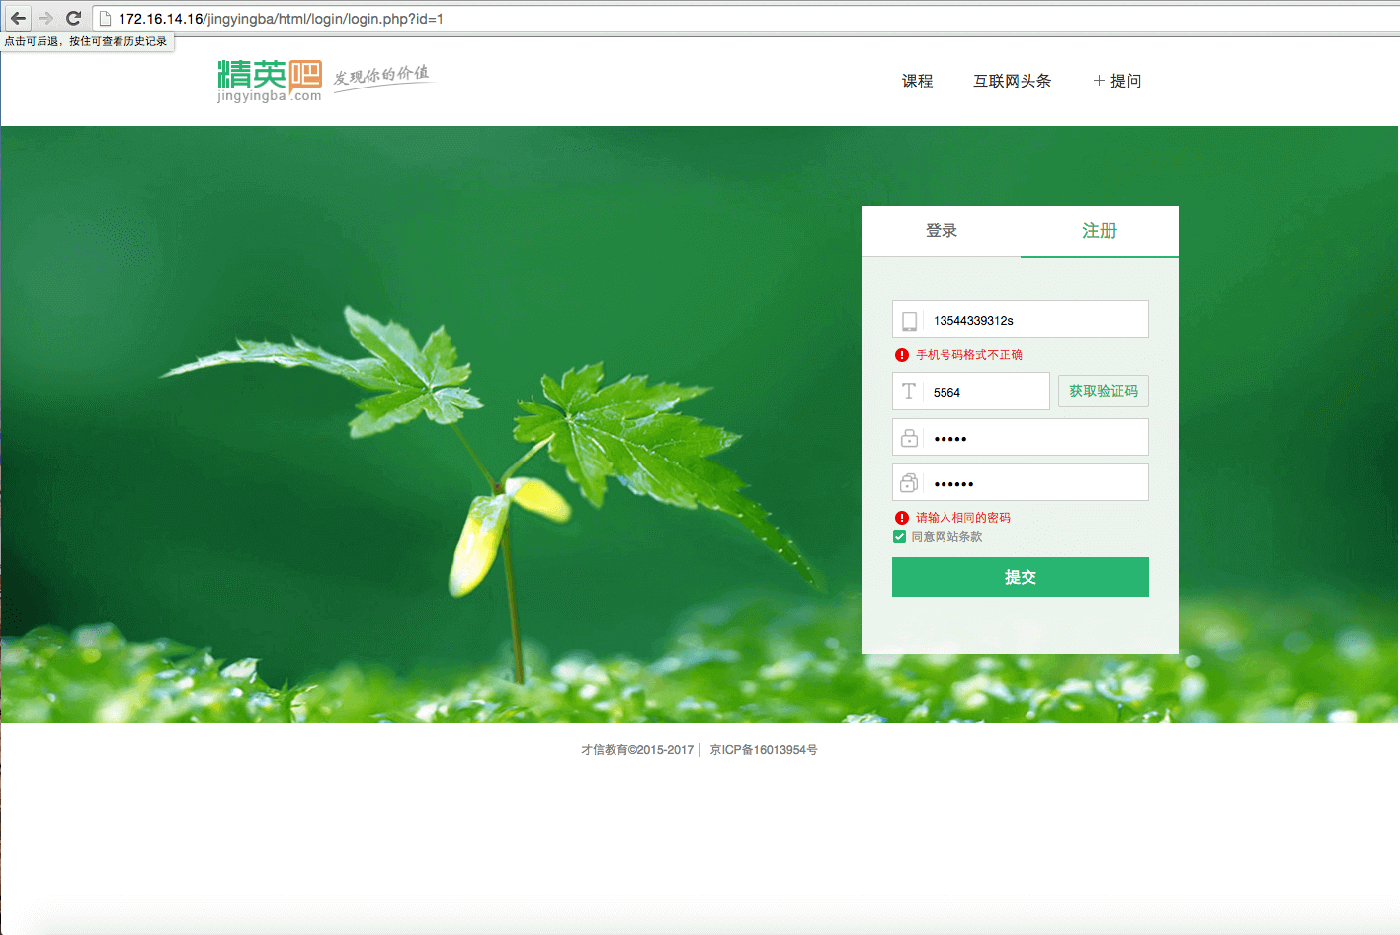 172.16.14.16/jingyingba/html/login/login.php?id=1
点击可后退，按住可查看历史记录
精英吧
jingyingba.com
发现你的价值
课程
互联网头条
+ 提问
登录
注册
13544339312s
手机号码格式不正确
5564
获取验证码
•••••
••••••
请输入相同的密码
同意网站条款
提交
才信教育©2015-2017 | 京ICP备16013954号